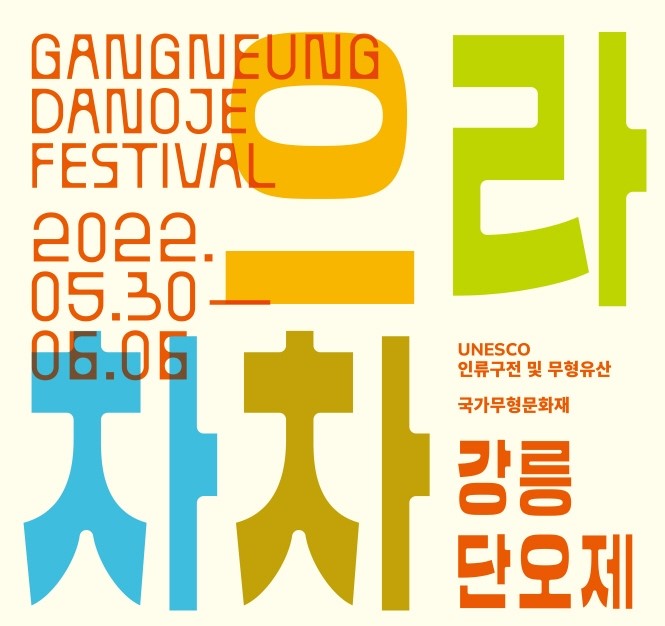 GANGNEUNG
DANOJE
FESTIVAL
2022.
05.30 —
06.06
으라
차차
UNESCO
인류구전 및 무형유산
국가무형문화재
강릉
단오제